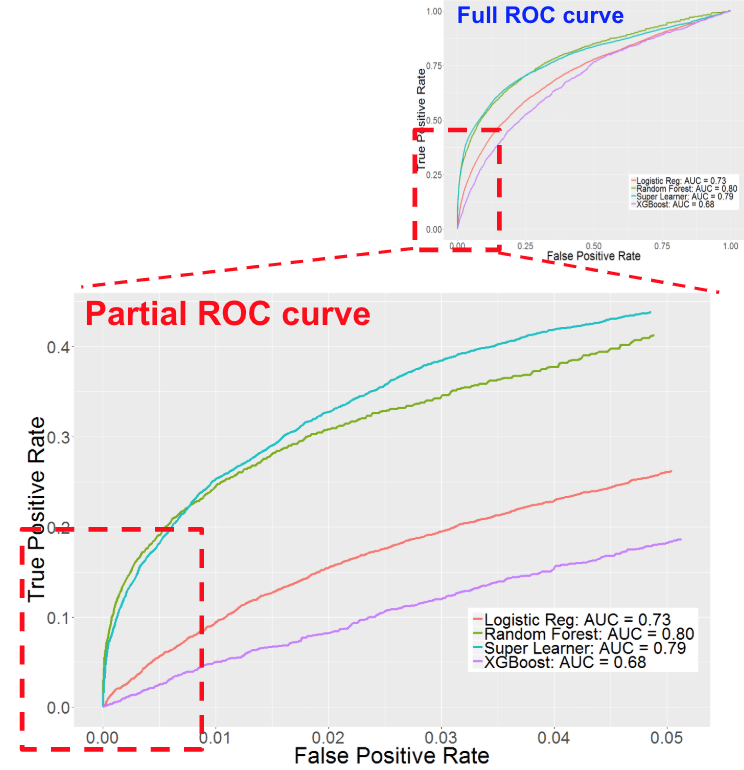 Full ROC curve
1.00
0.75
0.50
0.25
0.00
True Positive Rate
Logistic Reg: AUC = 0.73
Random Forest: AUC = 0.80
Super Learner: AUC = 0.79
XGBoost: AUC = 0.68
0.00 0.25 0.50 0.75 1.00
False Positive Rate
Partial ROC curve
0.4
0.3
0.2
0.1
0.0
True Positive Rate
Logistic Reg: AUC = 0.73
Random Forest: AUC = 0.80
Super Learner: AUC = 0.79
XGBoost: AUC = 0.68
0.00 0.01 0.02 0.03 0.04 0.05
False Positive Rate